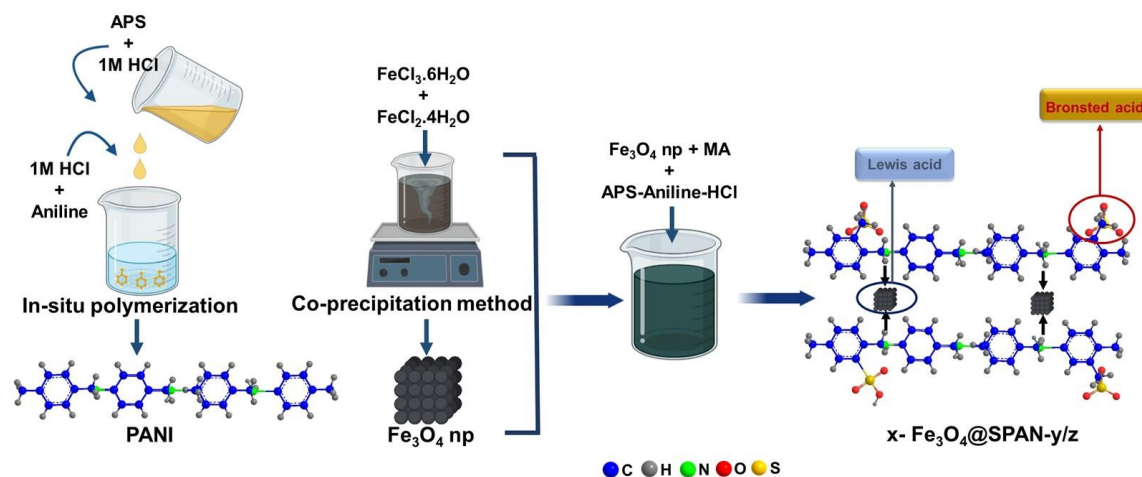 APS
+
1M HCl
1M HCl
+
Aniline
In-situ polymerization
PANI
FeCl₃.6H₂O
+
FeCl₂.4H₂O
Co-precipitation method
Fe₃O₄ np
Fe₃O₄ np + MA
+
APS-Aniline-HCl
Lewis acid
Bronsted acid
x- Fe₃O₄@SPAN-y/z
C H N O S